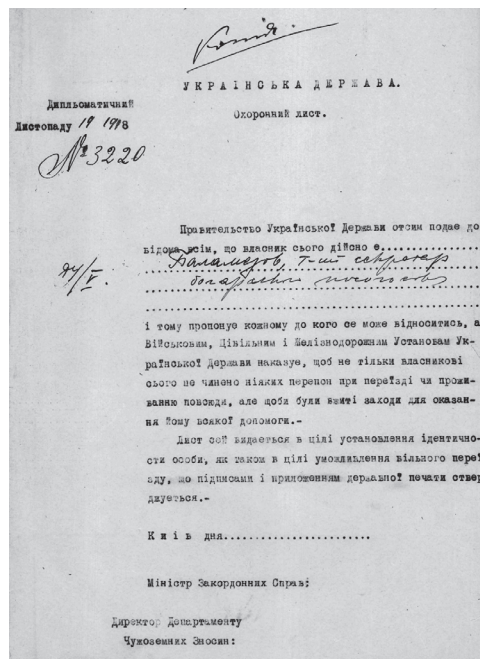 Копія.
УКРАЇНСЬКА ДЕРЖАВА.
Дипльоматичний
Охоронний лист.
Листопаду 19 1918
№ 3220
Правительство Української Держави отсим подає до
відома всім, що власник сього дійсно є..................
Баламезов, 1-ий секретар
болгарського посольства
і тому пропонує кожному до кого се може відноситись, а
Військовим, Цівільним і Желізнодорожним Установам Ук-
раїнської Держави наказує, щоб не тільки власникові
сього не чинено ніяких перепон при переїзді чи прожи-
ванню повсюди, але щоби були вжиті заходи для оказан-
ня йому всякої допомоги.-
Лист сей видається в цілі установлення ідентично-
сти особи, як також в цілі уможливлення вільного переї
зду, що підписами і приложенням державної печати ствер
джується.-
К и ї в дня.......................
Міністр Закордонних Справ:
Директор Департаменту
Чужоземних Зносин: